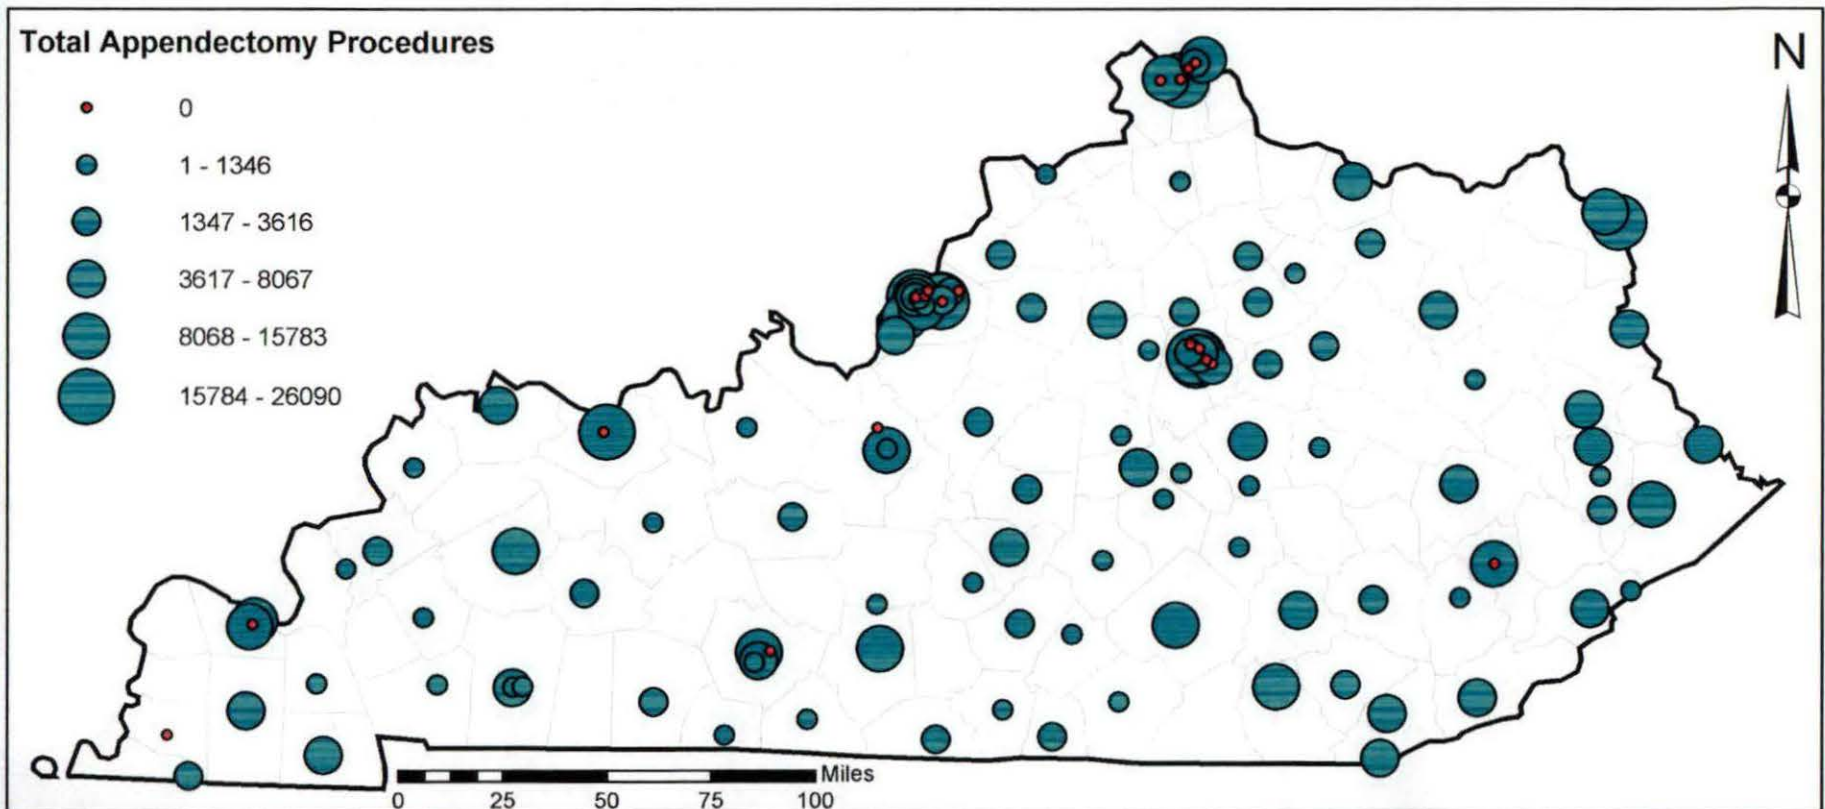 Total Appendectomy Procedures
0
1 - 1346
1347 - 3616
3617 - 8067
8068 - 15783
15784 - 26090
N
Miles
0 25 50 75 100